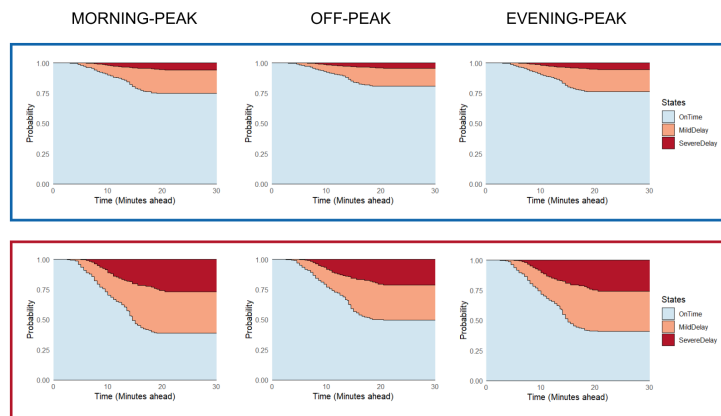 MORNING-PEAK OFF-PEAK EVENING-PEAK
1.00 1.00 1.00
0.75 0.75 0.75
0.50 0.50 0.50
0.25 0.25 0.25
0.00 0.00 0.00
Probability Probability Probability
0 10 20 30 0 10 20 30 0 10 20 30
Time (Minutes ahead) Time (Minutes ahead) Time (Minutes ahead)
States
OnTime
MildDelay
SevereDelay
1.00 1.00 1.00
0.75 0.75 0.75
0.50 0.50 0.50
0.25 0.25 0.25
0.00 0.00 0.00
Probability Probability Probability
0 10 20 30 0 10 20 30 0 10 20 30
Time (Minutes ahead) Time (Minutes ahead) Time (Minutes ahead)
States
OnTime
MildDelay
SevereDelay